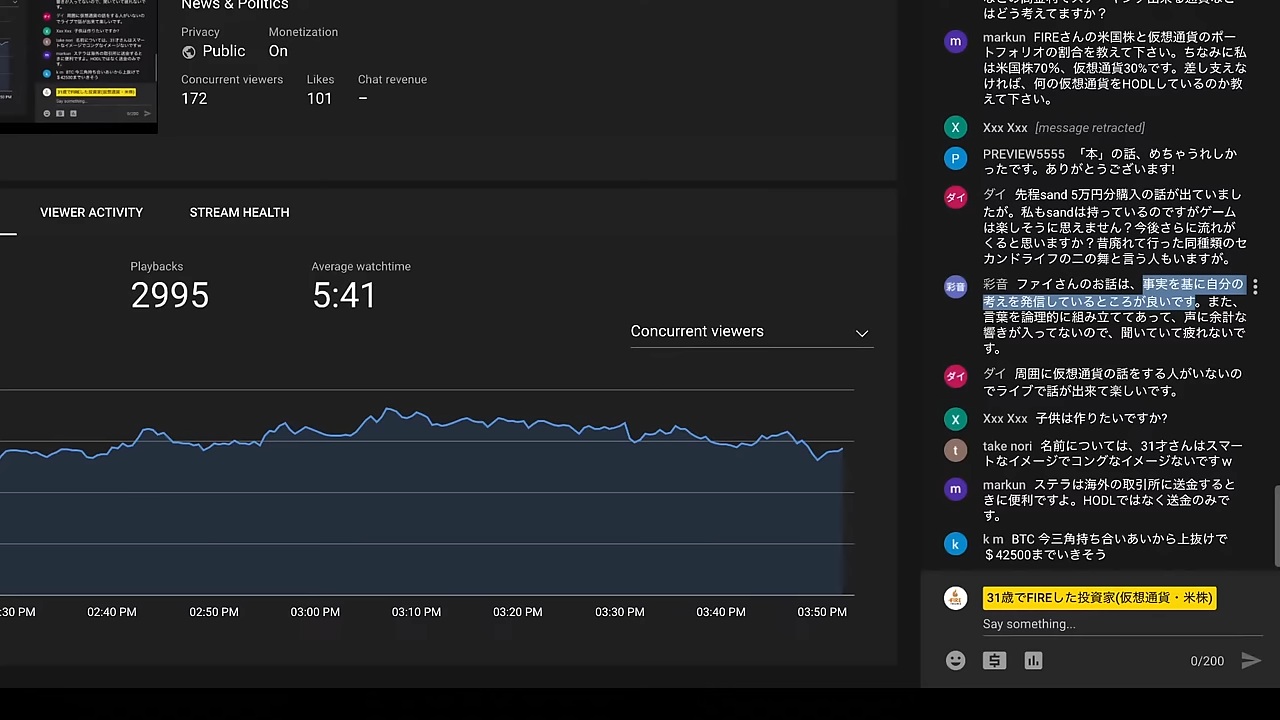 News & Politics
Privacy
Public
Monetization
On
Concurrent viewers
172
Likes
101
Chat revenue
–
VIEWER ACTIVITY
STREAM HEALTH
Playbacks
2995
Average watchtime
5:41
Concurrent viewers
:30 PM
02:40 PM
02:50 PM
03:00 PM
03:10 PM
03:20 PM
03:30 PM
03:40 PM
03:50 PM
はどう考えてますか？
m
markun FIREさんの米国株と仮想通貨のポー
トフォリオの割合を教えて下さい。ちなみに私
は米国株70%、仮想通貨30%です。差し支えな
ければ、何の仮想通貨をHODLしているのか教
えて下さい。
X
Xxx Xxx [message retracted]
P
PREVIEW5555 「本」の話、めちゃうれしか
ったです。ありがとうございます!
ダイ
ダイ 先程sand 5万円分購入の話が出ていまし
たが。私もsandは持っているのですがゲーム
は楽しそうに思えません？今後さらに流れが
くると思いますか？昔廃れて行った同種類のセ
カンドライフの二の舞と言う人もいますが。
彩音
彩音 ファイさんのお話は、事実を基に自分の
考えを発信しているところが良いです。また、
言葉を論理的に組み立ててあって、声に余計な
響きが入ってないので、聞いていて疲れないで
す。
ダイ
ダイ 周囲に仮想通貨の話をする人がいないの
でライブで話が出来て楽しいです。
X
Xxx Xxx 子供は作りたいですか?
t
take nori 名前については、31才さんはスマー
トなイメージでコングなイメージないですｗ
m
markun ステラは海外の取引所に送金すると
きに便利ですよ。HODLではなく送金のみで
す。
k
k m BTC 今三角持ち合いあいから上抜けで
＄42500までいきそう
31歳でFIREした投資家(仮想通貨・米株)
Say something...
0/200